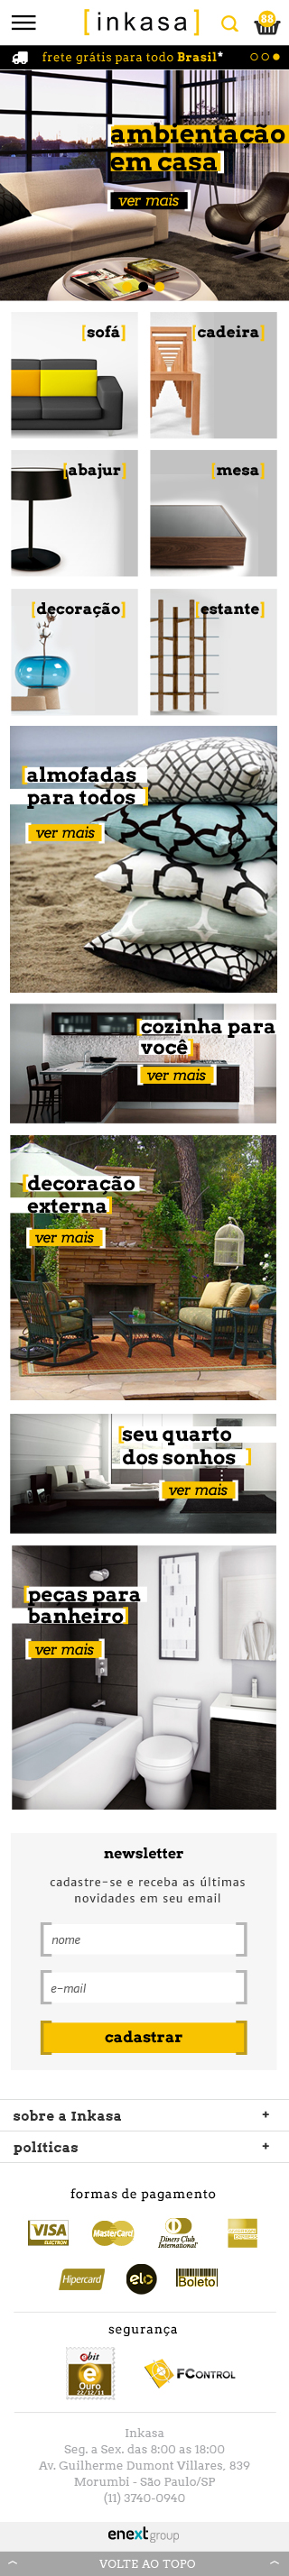 [inkasa]
88
frete grátis para todo Brasil*
ambientação
em casa
ver mais
[sofá]
[cadeira]
[abajur]
[mesa]
[decoração]
[estante]
[almofadas
para todos]
ver mais
[cozinha para
você]
ver mais
[decoração
externa]
ver mais
[seu quarto
dos sonhos]
ver mais
[peças para
banheiro]
ver mais
newsletter
cadastre-se e receba as últimas
novidades em seu email
nome
e-mail
cadastrar
sobre a Inkasa +
políticas +
formas de pagamento
VISA
ELECTRON
MasterCard
Diners Club
International
Hipercard
elo
Boleto
segurança
ebit
e
Ouro
22/12/11
FCONTROL
Inkasa
Seg. a Sex. das 8:00 as 18:00
Av. Guilherme Dumont Villares, 839
Morumbi - São Paulo/SP
(11) 3740-0940
enext group
VOLTE AO TOPO